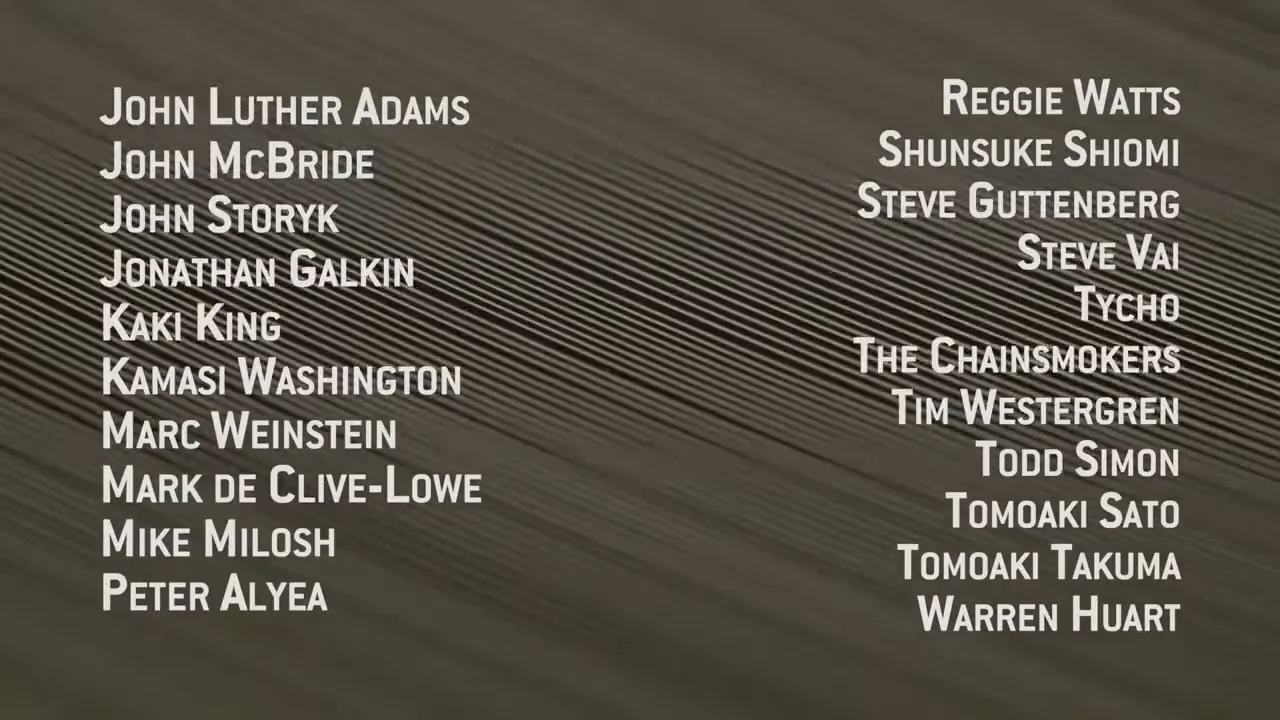 John Luther Adams
John McBride
John Storyk
Jonathan Galkin
Kaki King
Kamasi Washington
Marc Weinstein
Mark de Clive-Lowe
Mike Milosh
Peter Alyea
Reggie Watts
Shunsuke Shiomi
Steve Guttenberg
Steve Vai
Tycho
The Chainsmokers
Tim Westergren
Todd Simon
Tomoaki Sato
Tomoaki Takuma
Warren Huart